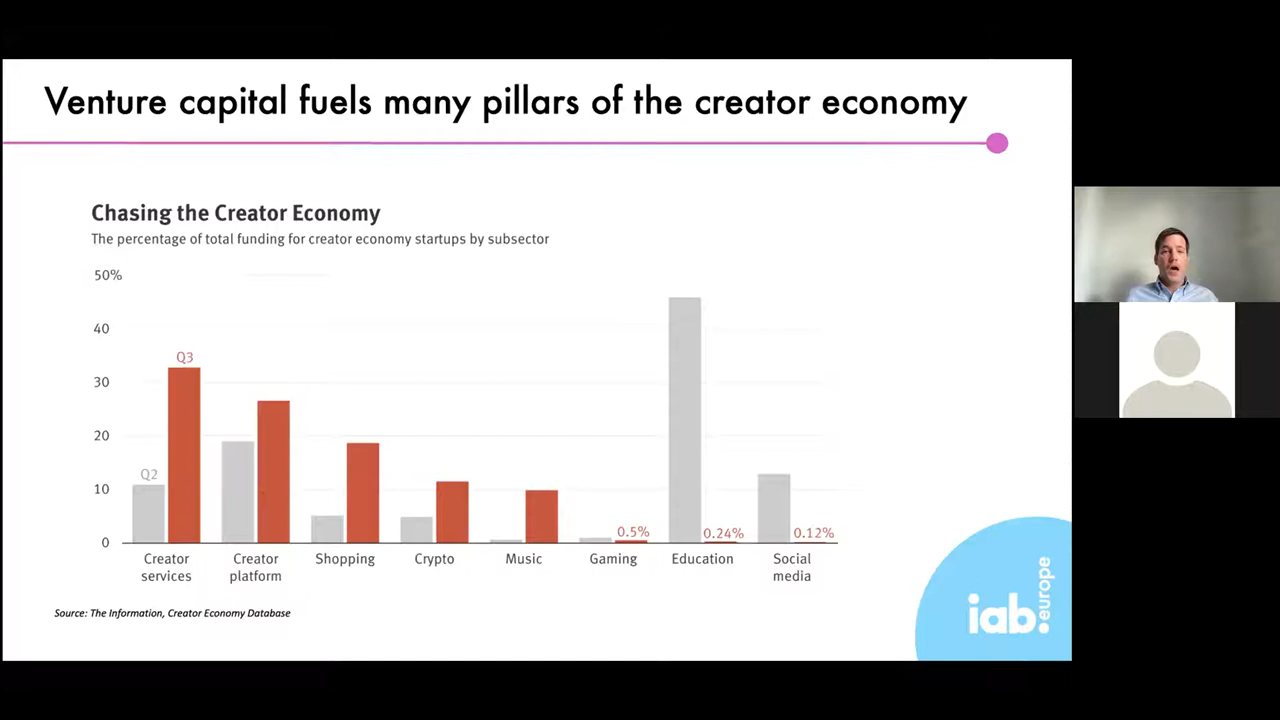 Venture capital fuels many pillars of the creator economy
Chasing the Creator Economy
The percentage of total funding for creator economy startups by subsector
50%
40
30
20
10
0
Q2
Q3
0.5%
0.24%
0.12%
Creator services
Creator platform
Shopping
Crypto
Music
Gaming
Education
Social media
Source: The Information, Creator Economy Database
iab.
europe